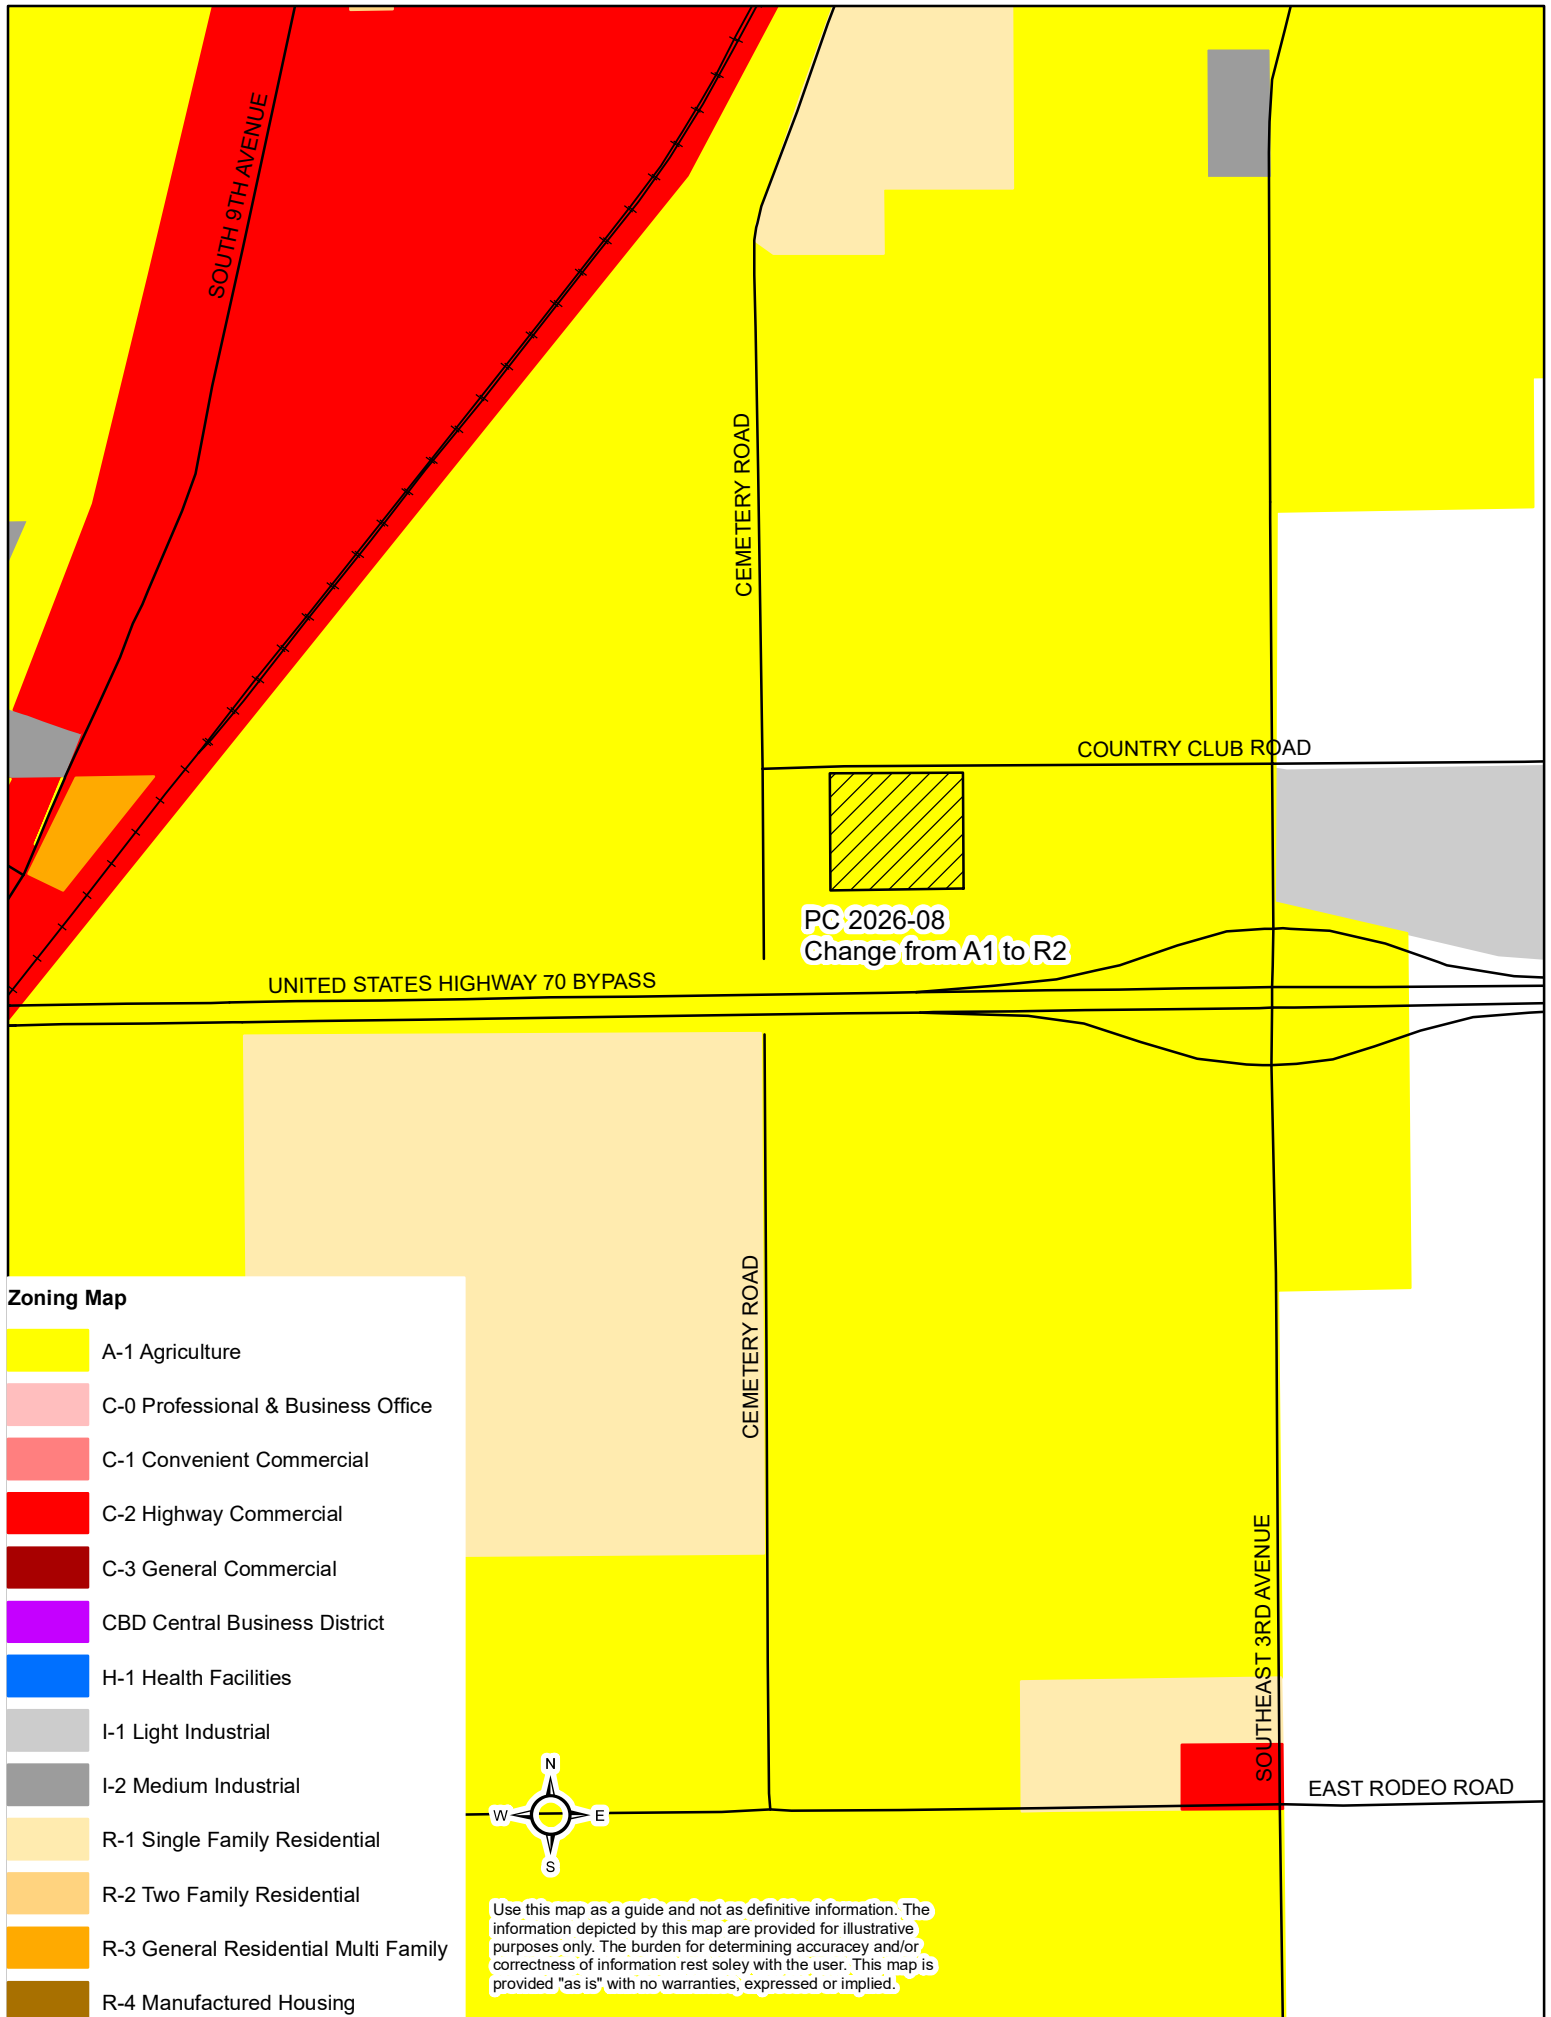 SOUTH 9TH AVENUE
CEMETERY ROAD
COUNTRY CLUB ROAD
PC 2026-08
Change from A1 to R2
UNITED STATES HIGHWAY 70 BYPASS
CEMETERY ROAD
SOUTHEAST 3RD AVENUE
EAST RODEO ROAD
Zoning Map
A-1 Agriculture
C-0 Professional & Business Office
C-1 Convenient Commercial
C-2 Highway Commercial
C-3 General Commercial
CBD Central Business District
H-1 Health Facilities
I-1 Light Industrial
I-2 Medium Industrial
R-1 Single Family Residential
R-2 Two Family Residential
R-3 General Residential Multi Family
R-4 Manufactured Housing
N
W
E
S
Use this map as a guide and not as definitive information. The
information depicted by this map are provided for illustrative
purposes only. The burden for determining accuracey and/or
correctness of information rest soley with the user. This map is
provided "as is" with no warranties, expressed or implied.